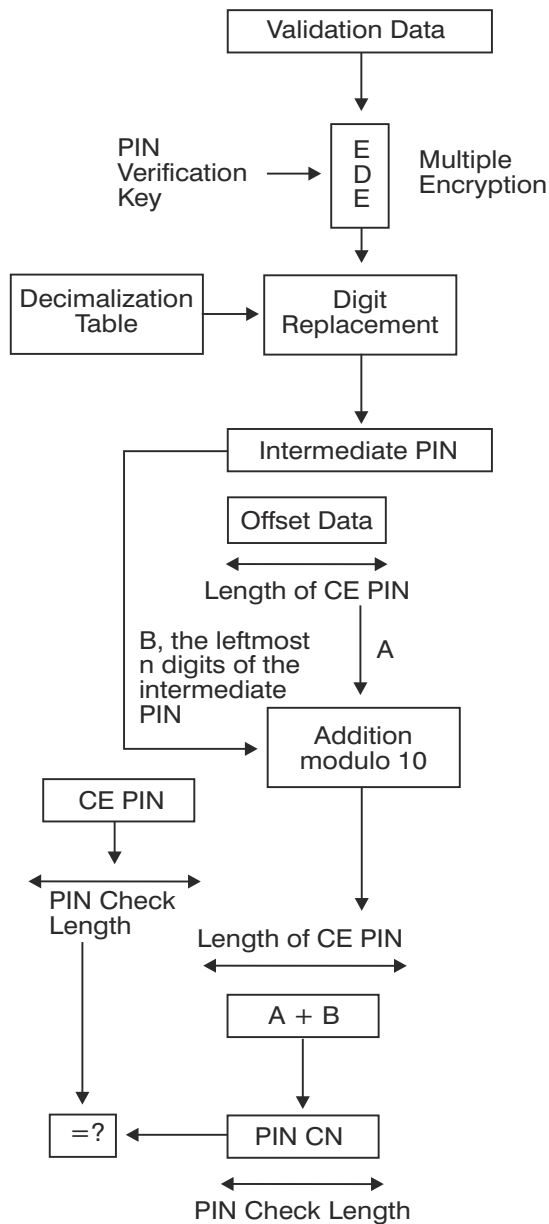 Validation Data
PIN
Verification
Key
E
D
E
Multiple
Encryption
Decimalization
Table
Digit
Replacement
Intermediate PIN
Offset Data
Length of CE PIN
A
B, the leftmost
n digits of the
intermediate
PIN
Addition
modulo 10
CE PIN
PIN Check
Length
Length of CE PIN
A + B
=?
PIN CN
PIN Check Length